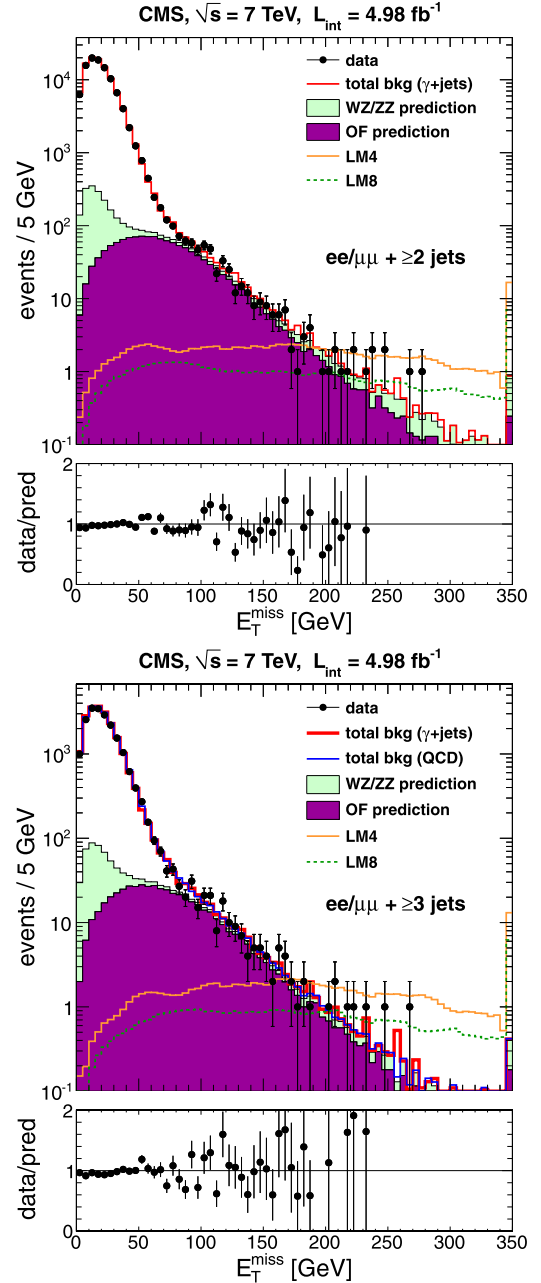 CMS, √s = 7 TeV, L_int = 4.98 fb⁻¹
10⁴
10³
10²
10
1
10⁻¹
events / 5 GeV
data
total bkg (γ+jets)
WZ/ZZ prediction
OF prediction
LM4
LM8
ee/μμ + ≥2 jets
2
1
0
data/pred
0 50 100 150 200 250 300 350
E_T^miss [GeV]
CMS, √s = 7 TeV, L_int = 4.98 fb⁻¹
10³
10²
10
1
10⁻¹
events / 5 GeV
data
total bkg (γ+jets)
total bkg (QCD)
WZ/ZZ prediction
OF prediction
LM4
LM8
ee/μμ + ≥3 jets
2
1
0
data/pred
0 50 100 150 200 250 300 350
E_T^miss [GeV]